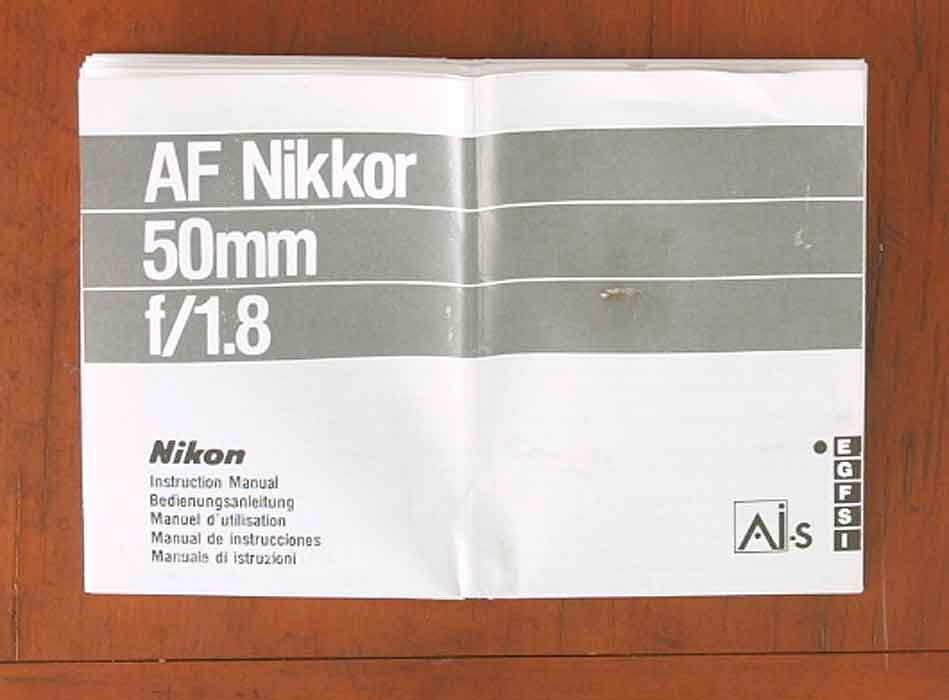 AF Nikkor
50mm
f/1.8
Nikon
Instruction Manual
Bedienungsanleitung
Manuel d'utilisation
Manual de instrucciones
Manuale di istruzioni
Ai-S
E
G
F
S
I